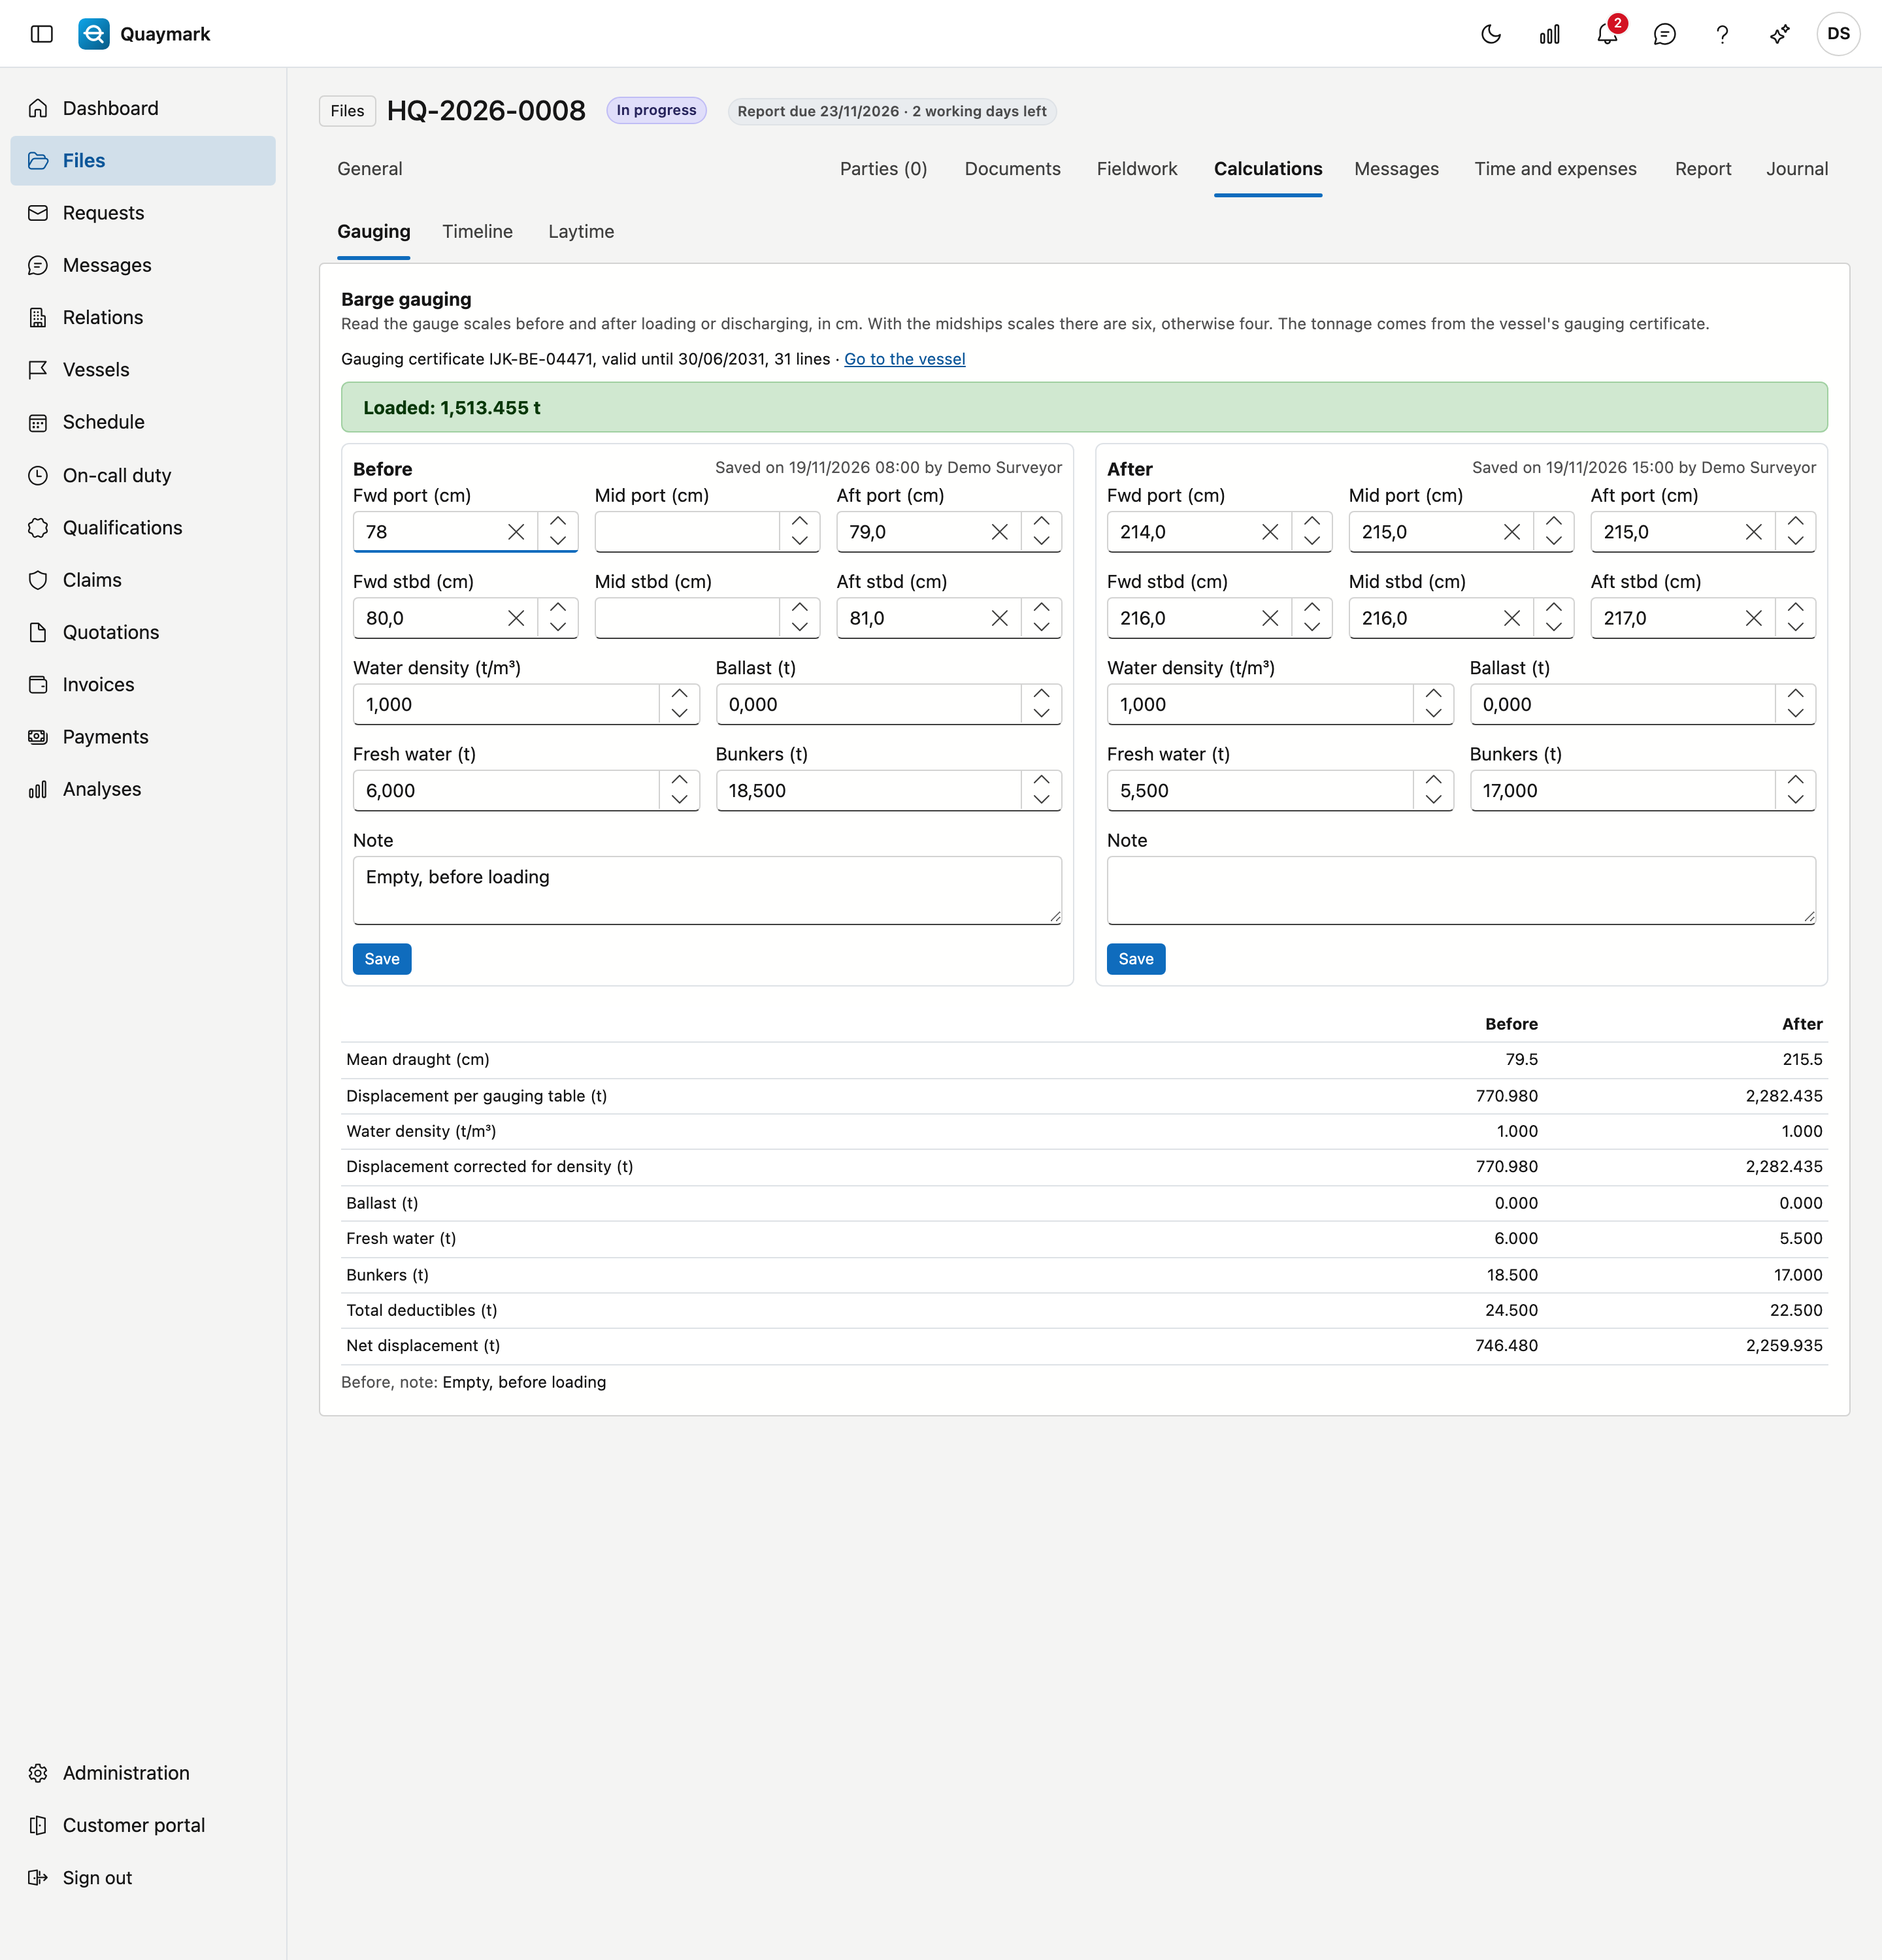 Quaymark
2
DS
Dashboard
Files
Requests
Messages
Relations
Vessels
Schedule
On-call duty
Qualifications
Claims
Quotations
Invoices
Payments
Analyses
Administration
Customer portal
Sign out
Files HQ-2026-0008 In progress Report due 23/11/2026 · 2 working days left
General Parties (0) Documents Fieldwork Calculations Messages Time and expenses Report Journal
Gauging Timeline Laytime
Barge gauging
Read the gauge scales before and after loading or discharging, in cm. With the midships scales there are six, otherwise four. The tonnage comes from the vessel's gauging certificate.
Gauging certificate IJK-BE-04471, valid until 30/06/2031, 31 lines · Go to the vessel
Loaded: 1,513.455 t
Before Saved on 19/11/2026 08:00 by Demo Surveyor
Fwd port (cm) Mid port (cm) Aft port (cm)
78 79,0
Fwd stbd (cm) Mid stbd (cm) Aft stbd (cm)
80,0 81,0
Water density (t/m³) Ballast (t)
1,000 0,000
Fresh water (t) Bunkers (t)
6,000 18,500
Note
Empty, before loading
Save
After Saved on 19/11/2026 15:00 by Demo Surveyor
Fwd port (cm) Mid port (cm) Aft port (cm)
214,0 215,0 215,0
Fwd stbd (cm) Mid stbd (cm) Aft stbd (cm)
216,0 216,0 217,0
Water density (t/m³) Ballast (t)
1,000 0,000
Fresh water (t) Bunkers (t)
5,500 17,000
Note
Save
Before After
Mean draught (cm) 79.5 215.5
Displacement per gauging table (t) 770.980 2,282.435
Water density (t/m³) 1.000 1.000
Displacement corrected for density (t) 770.980 2,282.435
Ballast (t) 0.000 0.000
Fresh water (t) 6.000 5.500
Bunkers (t) 18.500 17.000
Total deductibles (t) 24.500 22.500
Net displacement (t) 746.480 2,259.935
Before, note: Empty, before loading